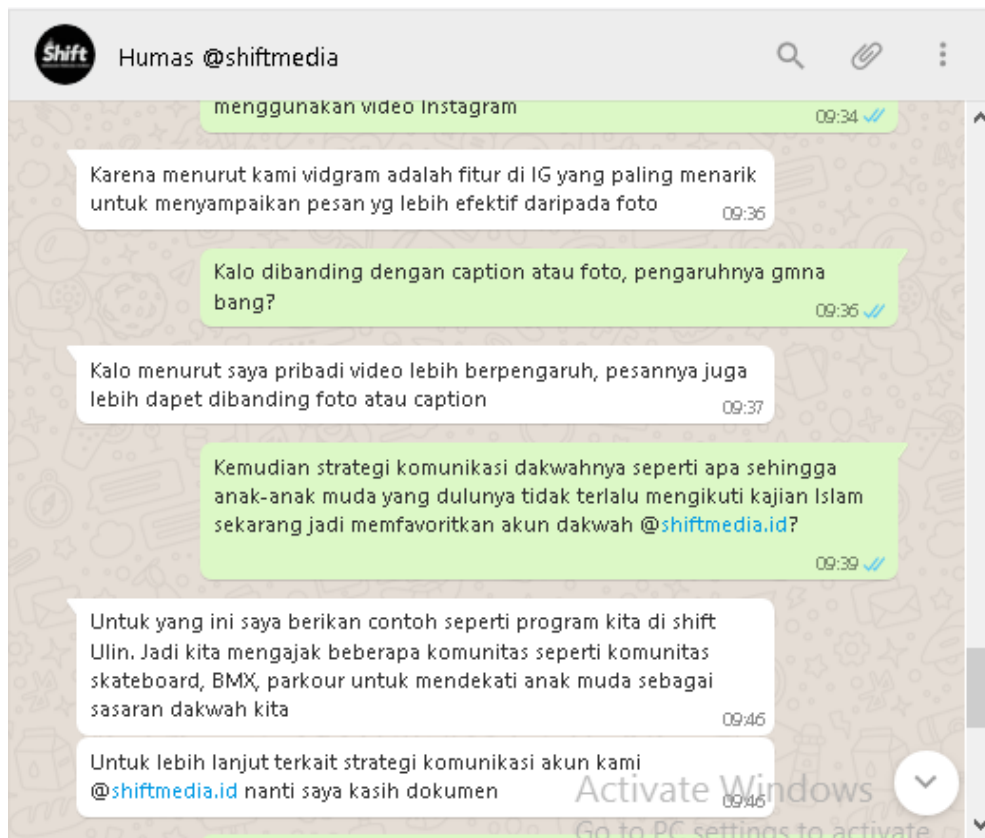 Shift
Humas @shiftmedia
menggunakan video Instagram
09:34
Karena menurut kami vidgram adalah fitur di IG yang paling menarik
untuk menyampaikan pesan yg lebih efektif daripada foto
09:36
Kalo dibanding dengan caption atau foto, pengaruhnya gmna
bang?
09:36
Kalo menurut saya pribadi video lebih berpengaruh, pesannya juga
lebih dapet dibanding foto atau caption
09:37
Kemudian strategi komunikasi dakwahnya seperti apa sehingga
anak-anak muda yang dulunya tidak terlalu mengikuti kajian Islam
sekarang jadi memfavoritkan akun dakwah @shiftmedia.id?
09:39
Untuk yang ini saya berikan contoh seperti program kita di shift
Ulin. Jadi kita mengajak beberapa komunitas seperti komunitas
skateboard, BMX, parkour untuk mendekati anak muda sebagai
sasaran dakwah kita
09:46
Untuk lebih lanjut terkait strategi komunikasi akun kami
@shiftmedia.id nanti saya kasih dokumen
09:46
Activate Windows
Go to PC settings to activate